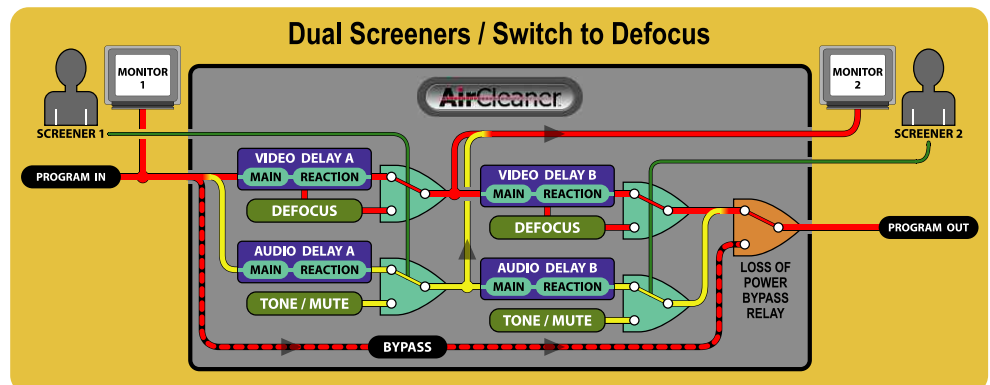 Dual Screeners / Switch to Defocus
MONITOR
1
MONITOR
2
AirCleaner
SCREENER 1
SCREENER 2
PROGRAM IN
VIDEO DELAY A
MAIN REACTION
DEFOCUS
VIDEO DELAY B
MAIN REACTION
DEFOCUS
PROGRAM OUT
AUDIO DELAY A
MAIN REACTION
TONE / MUTE
AUDIO DELAY B
MAIN REACTION
TONE / MUTE
LOSS OF
POWER
BYPASS
RELAY
BYPASS